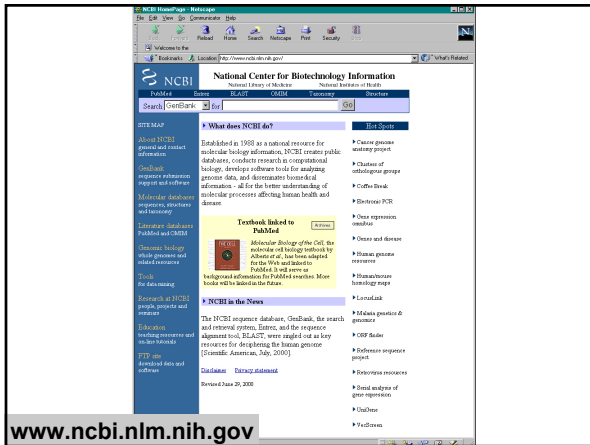 NCBI HomePage - Netscape
File Edit View Go Communicator Help
Back Forward Reload Home Search Netscape Print Security Stop
Welcome to the
Bookmarks Location http://www.ncbi.nlm.nih.gov/ What's Related
NCBI
National Center for Biotechnology Information
National Library of Medicine National Institutes of Health
PubMed Entrez BLAST OMIM Taxonomy Structure
Search GenBank for Go
SITE MAP
About NCBI
general and contact
information
GenBank
sequence submission
support and software
Molecular databases
sequences, structures
and taxonomy
Literature databases
PubMed and OMIM
Genomic biology
whole genomes and
related resources
Tools
for data mining
Research at NCBI
people, projects and
seminars
Education
teaching resources and
on-line tutorials
FTP site
download data and
software
What does NCBI do?
Established in 1988 as a national resource for
molecular biology information, NCBI creates public
databases, conducts research in computational
biology, develops software tools for analyzing
genome data, and disseminates biomedical
information - all for the better understanding of
molecular processes affecting human health and
disease.
Textbook linked to
PubMed
Archives
THE CELL
Molecular Biology of the Cell, the
molecular cell biology textbook by
Alberts et al., has been adapted
for the Web and linked to
PubMed. It will serve as
background information for PubMed searches. More
books will be linked in the future.
NCBI in the News
The NCBI sequence database, GenBank, the search
and retrieval system, Entrez, and the sequence
alignment tool, BLAST, were singled out as key
resources for deciphering the human genome
[Scientific American, July, 2000].
Disclaimer Privacy statement
Revised June 29, 2000
Hot Spots
Cancer genome
anatomy project
Clusters of
orthologous groups
Coffee Break
Electronic PCR
Gene expression
omnibus
Genes and disease
Human genome
resources
Human/mouse
homology maps
LocusLink
Malaria genetics &
genomics
ORF finder
Reference sequence
project
Retrovirus resources
Serial analysis of
gene expression
UniGene
VecScreen
www.ncbi.nlm.nih.gov